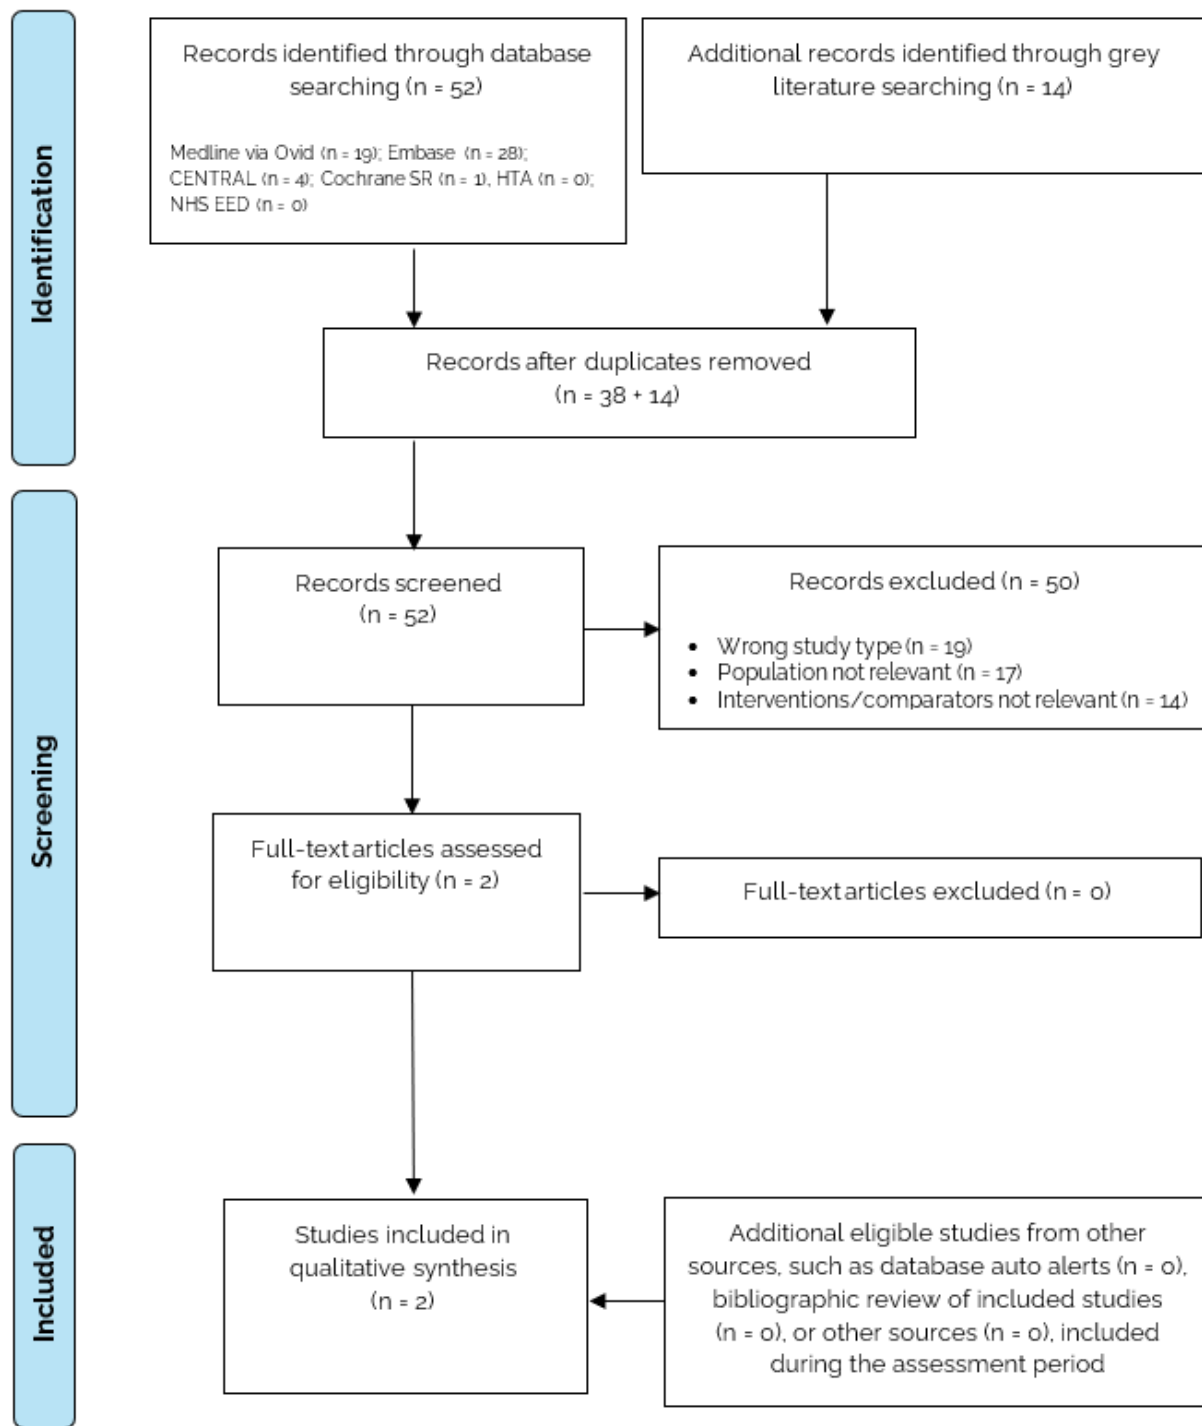 Identification
Records identified through database
searching (n = 52)
Medline via Ovid (n = 19); Embase (n = 28);
CENTRAL (n = 4); Cochrane SR (n = 1), HTA (n = 0);
NHS EED (n = 0)
Additional records identified through grey
literature searching (n = 14)
Records after duplicates removed
(n = 38 + 14)
Screening
Records screened
(n = 52)
Records excluded (n = 50)
• Wrong study type (n = 19)
• Population not relevant (n = 17)
• Interventions/comparators not relevant (n = 14)
Full-text articles assessed
for eligibility (n = 2)
Full-text articles excluded (n = 0)
Included
Studies included in
qualitative synthesis
(n = 2)
Additional eligible studies from other
sources, such as database auto alerts (n = 0),
bibliographic review of included studies
(n = 0), or other sources (n = 0), included
during the assessment period